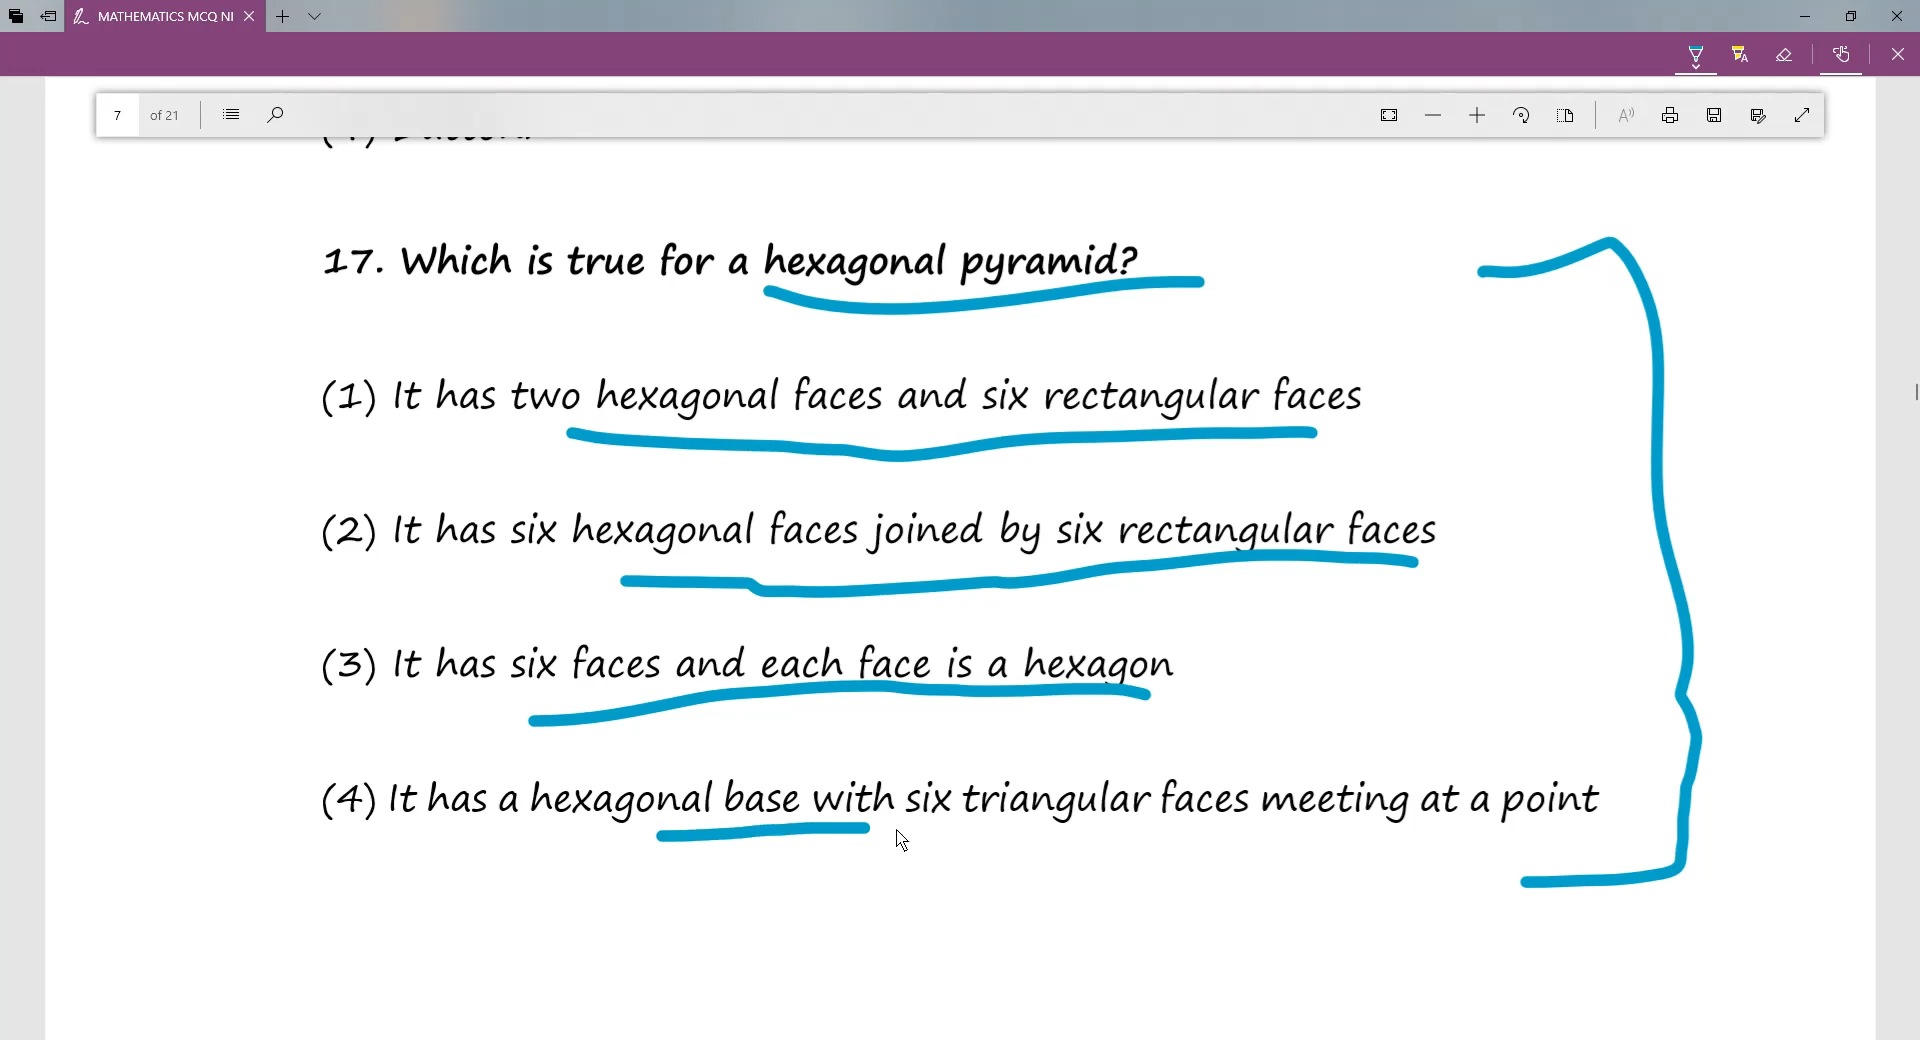 MATHEMATICS MCQ NI
7 of 21
17. Which is true for a hexagonal pyramid?
(1) It has two hexagonal faces and six rectangular faces
(2) It has six hexagonal faces joined by six rectangular faces
(3) It has six faces and each face is a hexagon
(4) It has a hexagonal base with six triangular faces meeting at a point